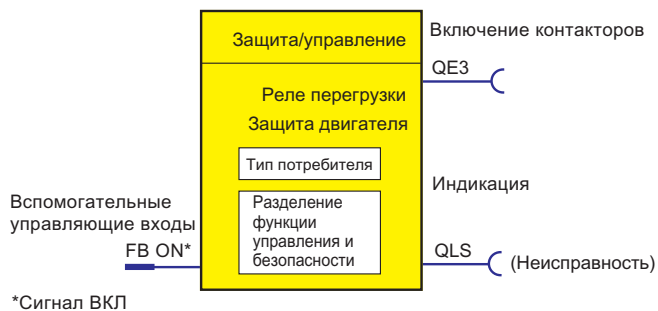 Защита/управление
Включение контакторов
QE3
Реле перегрузки
Защита двигателя
Тип потребителя
Индикация
Вспомогательные
управляющие входы
FB ON*
Разделение
функции
управления и
безопасности
QLS
(Неисправность)
*Сигнал ВКЛ